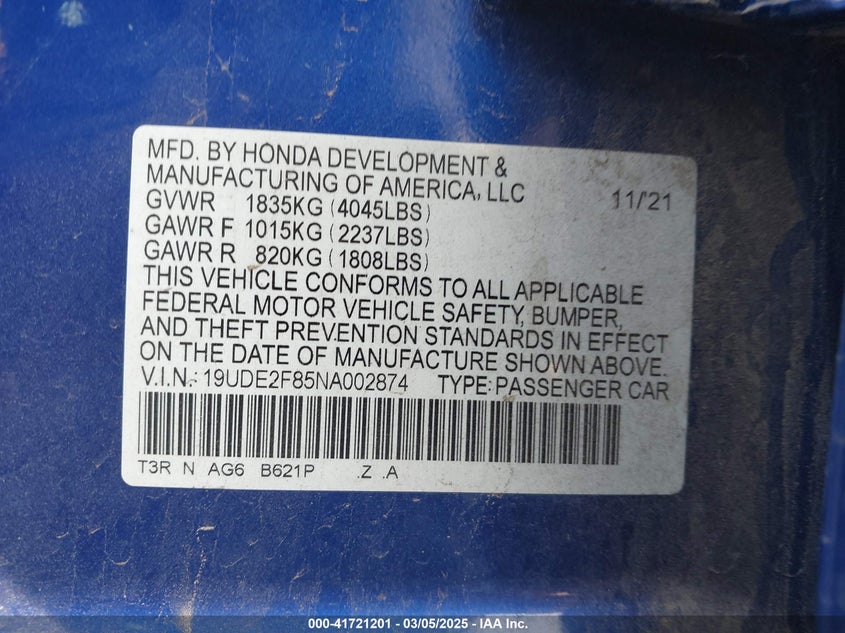 MFD. BY HONDA DEVELOPMENT &
MANUFACTURING OF AMERICA, LLC 11/'21
GVWR 1835KG (4045LBS)
GAWR F 1015KG (2237LBS)
GAWR R 820KG (1808LBS)
THIS VEHICLE CONFORMS TO ALL APPLICABLE
FEDERAL MOTOR VEHICLE SAFETY, BUMPER,
AND THEFT PREVENTION STANDARDS IN EFFECT
ON THE DATE OF MANUFACTURE SHOWN ABOVE.
V.I.N.: 19UDE2F85NA002874 TYPE: PASSENGER CAR
T3R N AG6 B621P .Z .A
000-41721201 - 03/05/2025 - © IAA Inc.